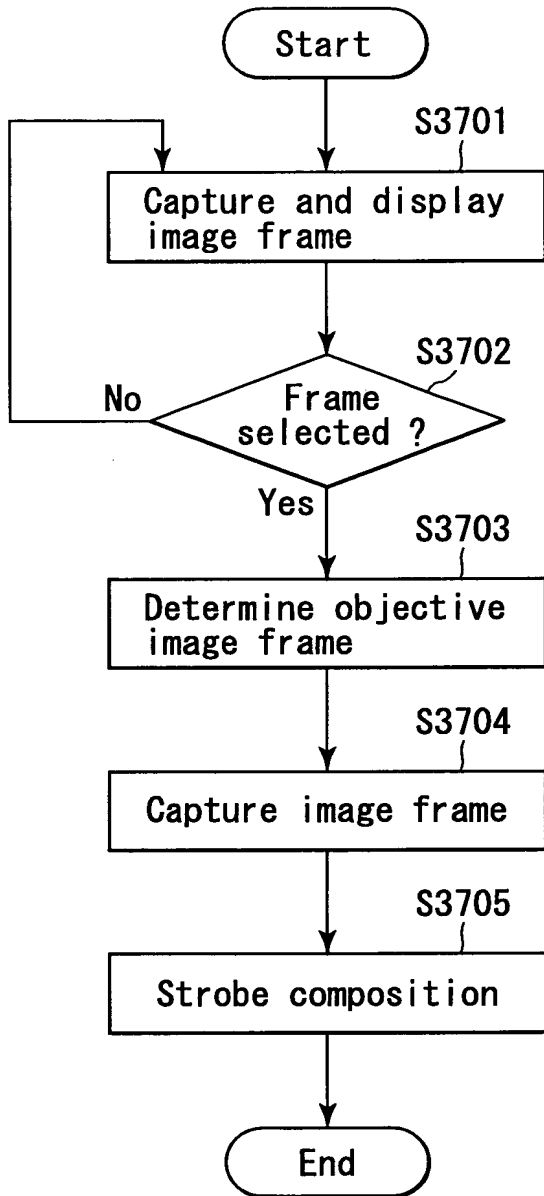 Start
S3701
Capture and display
image frame
S3702
No
Frame
selected ?
Yes
S3703
Determine objective
image frame
S3704
Capture image frame
S3705
Strobe composition
End